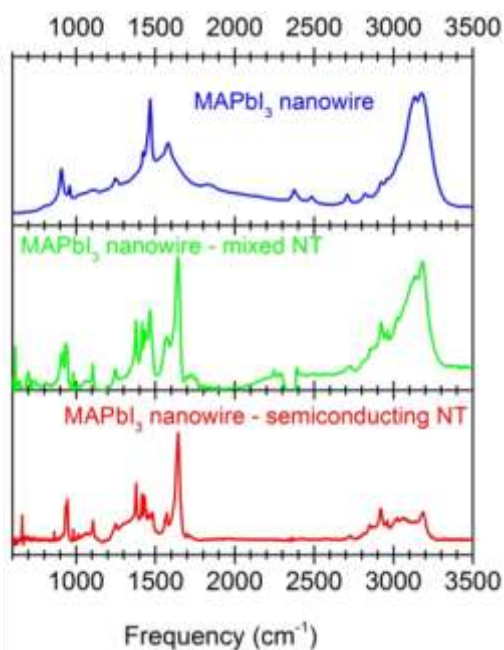 1000 1500 2000 2500 3000 3500
MAPbI₃ nanowire
MAPbI₃ nanowire - mixed NT
MAPbI₃ nanowire - semiconducting NT
1000 1500 2000 2500 3000 3500
Frequency (cm⁻¹)